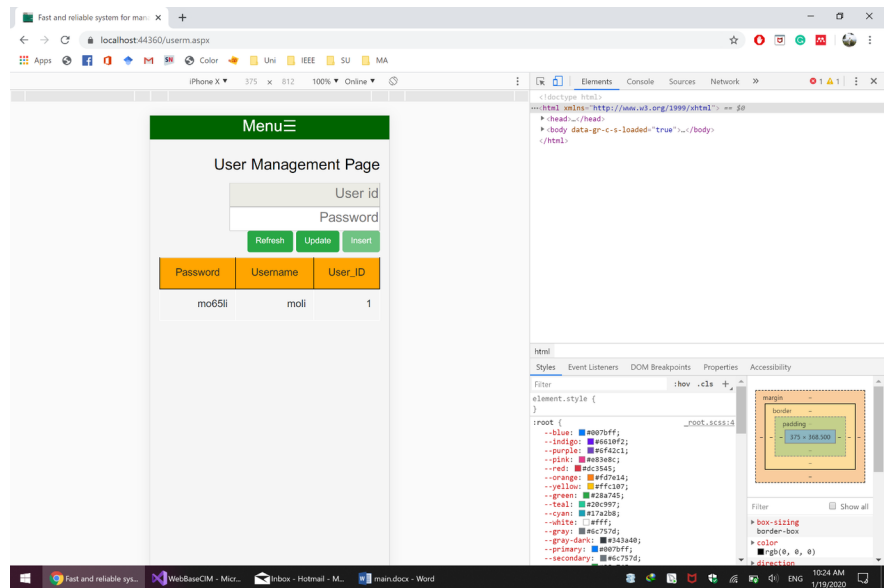 Fast and reliable system for man
localhost:44360/userm.aspx
Apps
Color
Uni
IEEE
SU
MA
iPhone X ▼ 375 x 812 100% ▼ Online ▼
Elements Console Sources Network » 1 1
<!doctype html>
<html xmlns="http://www.w3.org/1999/xhtml"> == $0
<head>…</head>
<body data-gr-c-s-loaded="true">…</body>
</html>
Menu☰
User Management Page
User id
Password
Refresh Update Insert
Password Username User_ID
mo65li moli 1
html
Styles Event Listeners DOM Breakpoints Properties Accessibility
Filter :hov .cls +
element.style {
}
:root { _root.scss:4
--blue: #007bff;
--indigo: #6610f2;
--purple: #6f42c1;
--pink: #e83e8c;
--red: #dc3545;
--orange: #fd7e14;
--yellow: #ffc107;
--green: #28a745;
--teal: #20c997;
--cyan: #17a2b8;
--white: #fff;
--gray: #6c757d;
--gray-dark: #343a40;
--primary: #007bff;
--secondary: #6c757d;
margin -
border -
padding -
375 × 368.500
Filter Show all
box-sizing
border-box
color
rgb(0, 0, 0)
direction
Fast and reliable sys...
WebBaseCIM - Micr...
Inbox - Hotmail - M...
main.docx - Word
ENG
10:24 AM
1/19/2020